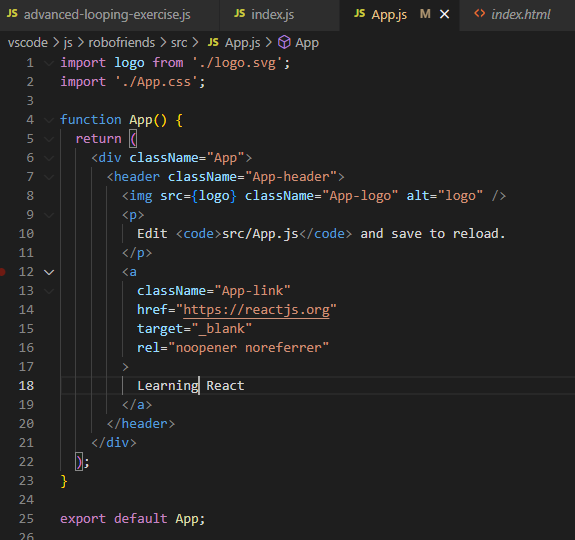 JS advanced-looping-exercise.js JS index.js JS App.js M × <> index.html
vscode > js > robofriends > src > JS App.js > App
1 import logo from './logo.svg';
2 import './App.css';
3
4 function App() {
5 return (
6 <div className="App">
7 <header className="App-header">
8 <img src={logo} className="App-logo" alt="logo" />
9 <p>
10 Edit <code>src/App.js</code> and save to reload.
11 </p>
12 <a
13 className="App-link"
14 href="https://reactjs.org"
15 target="_blank"
16 rel="noopener noreferrer"
17 >
18 Learning React
19 </a>
20 </header>
21 </div>
22 );
23 }
24
25 export default App;
26